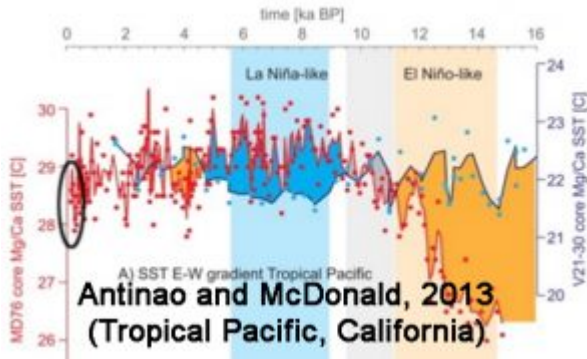 time [ka BP]
0 2 4 6 8 10 12 14 16
La Niña-like El Niño-like
30
29
28
27
26
MD76 core Mg/Ca SST [C]
24
23
22
21
20
V21-30 core Mg/Ca SST [C]
A) SST E-W gradient Tropical Pacific
Antinao and McDonald, 2013
(Tropical Pacific, California)